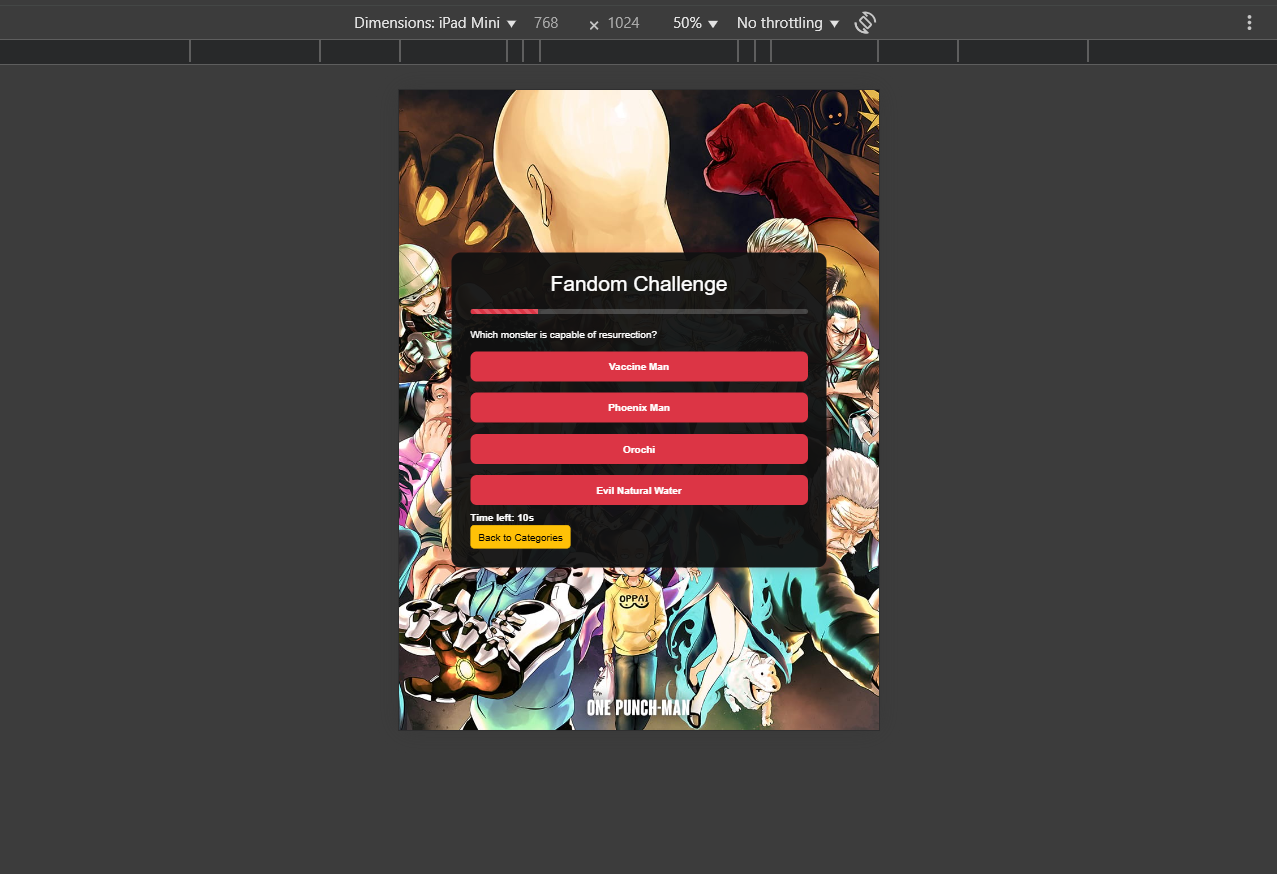 Dimensions: iPad Mini 768 × 1024 50% No throttling
Fandom Challenge
Which monster is capable of resurrection?
Vaccine Man
Phoenix Man
Orochi
Evil Natural Water
Time left: 10s
Back to Categories
OPPAI
ONE PUNCH-MAN